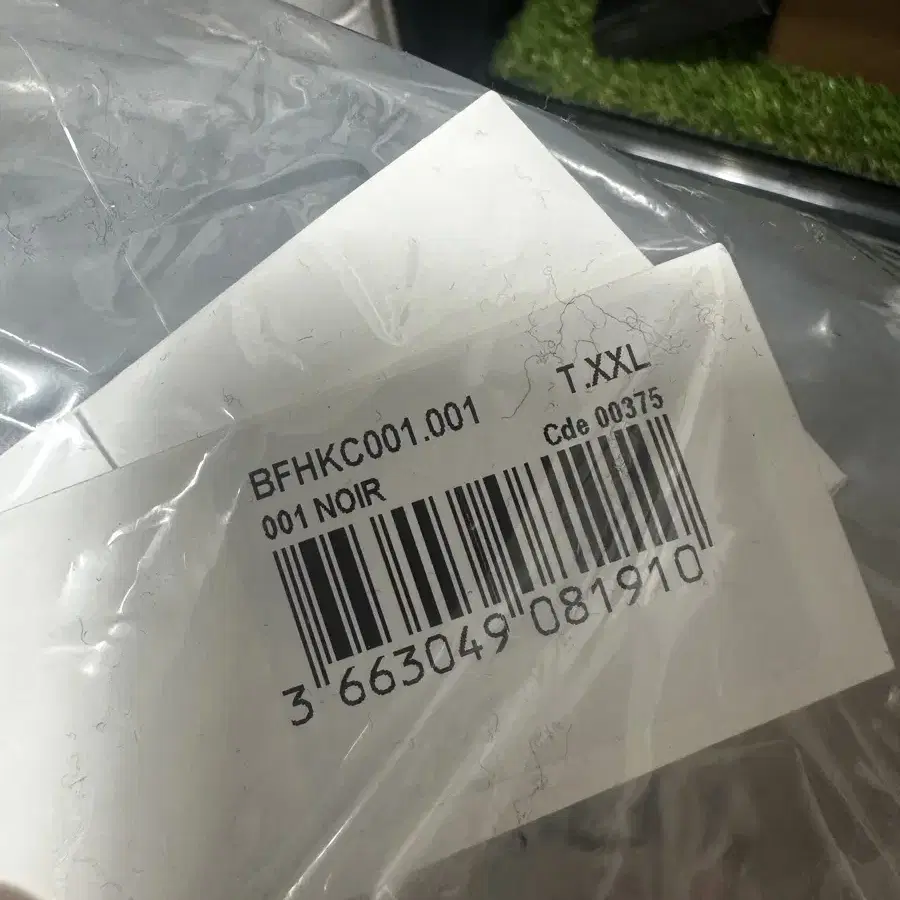 T.XXL
BFHKC001.001
Cde 00375
001 NOIR
3 663049 081910